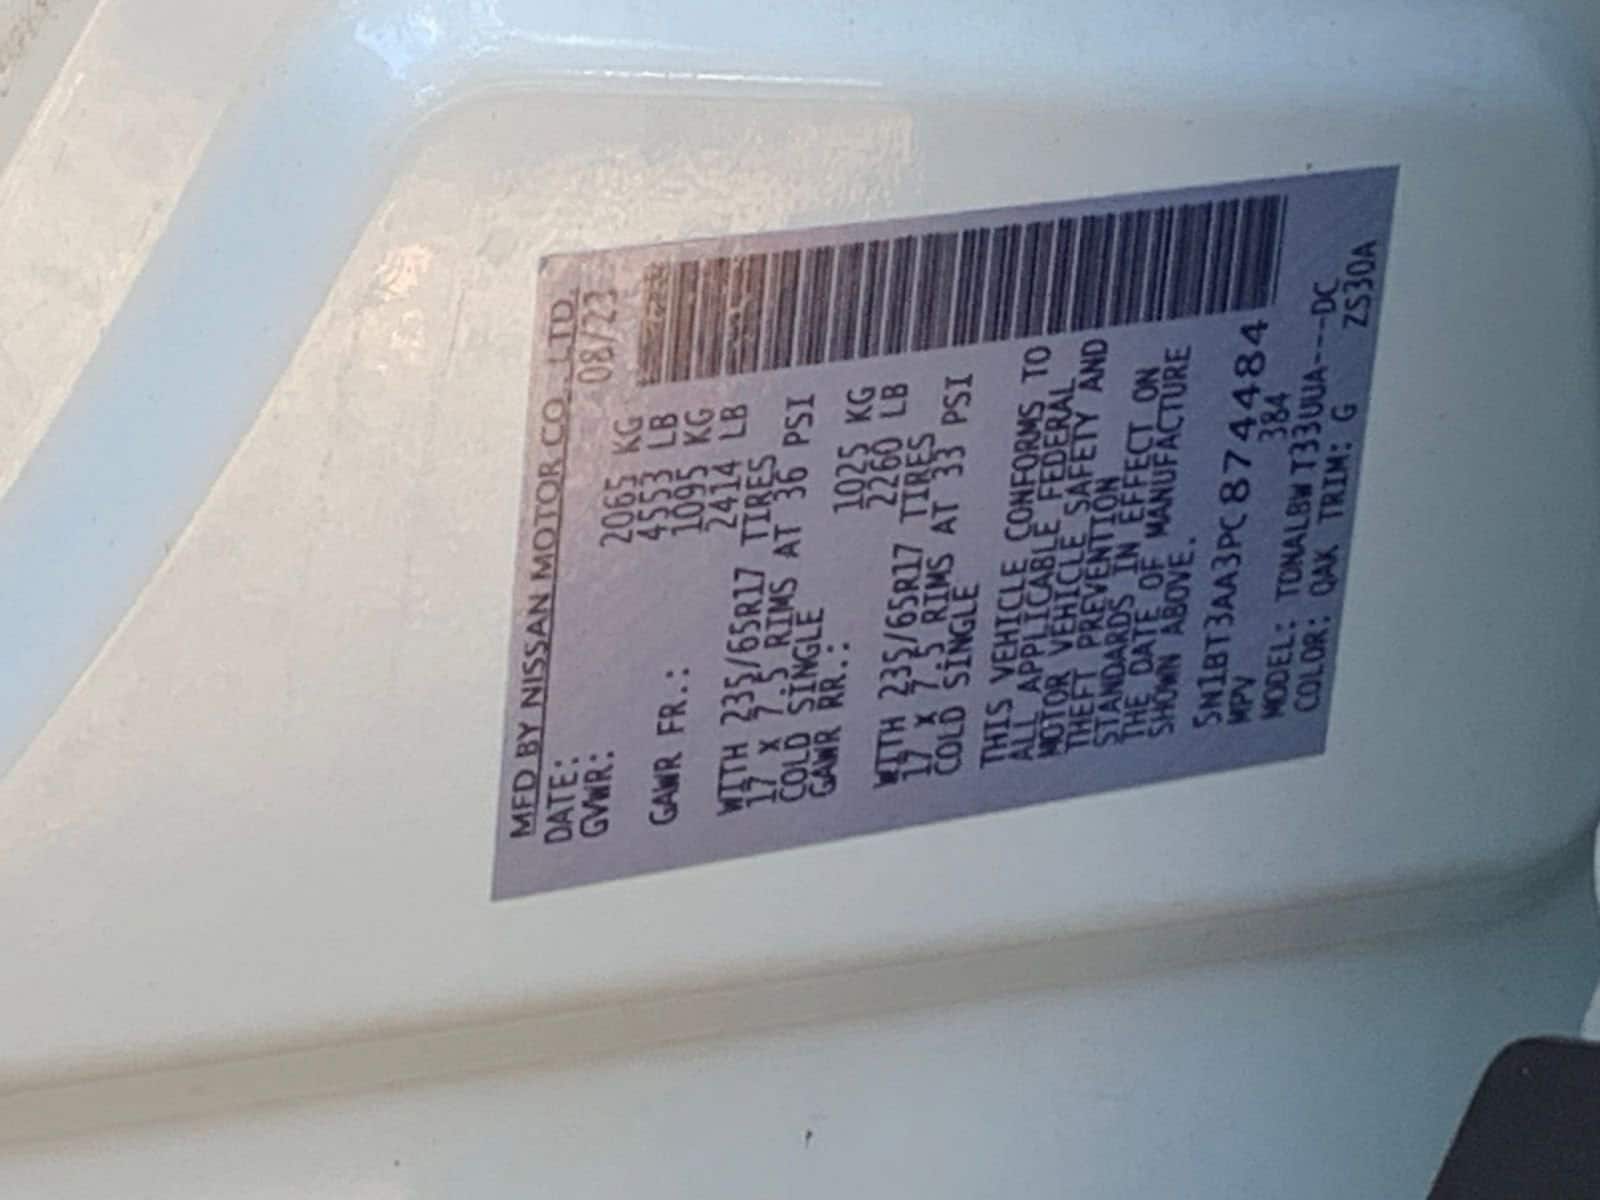 MFD BY NISSAN MOTOR CO., LTD.
DATE: 08/23
GVWR: 2065 KG
4553 LB
GAWR FR.: 1095 KG
2414 LB
WITH 235/65R17 TIRES
17 X 7.5 RIMS AT 36 PSI
COLD SINGLE
GAWR RR.: 1025 KG
2260 LB
WITH 235/65R17 TIRES
17 X 7.5 RIMS AT 33 PSI
COLD SINGLE
THIS VEHICLE CONFORMS TO
ALL APPLICABLE FEDERAL
MOTOR VEHICLE SAFETY AND
THEFT PREVENTION
STANDARDS IN EFFECT ON
THE DATE OF MANUFACTURE
SHOWN ABOVE.
5N1BT3AA3PC874484
MPV 384
MODEL: TDNALBWT33UUA---DC
COLOR: QAK TRIM: G ZS30A